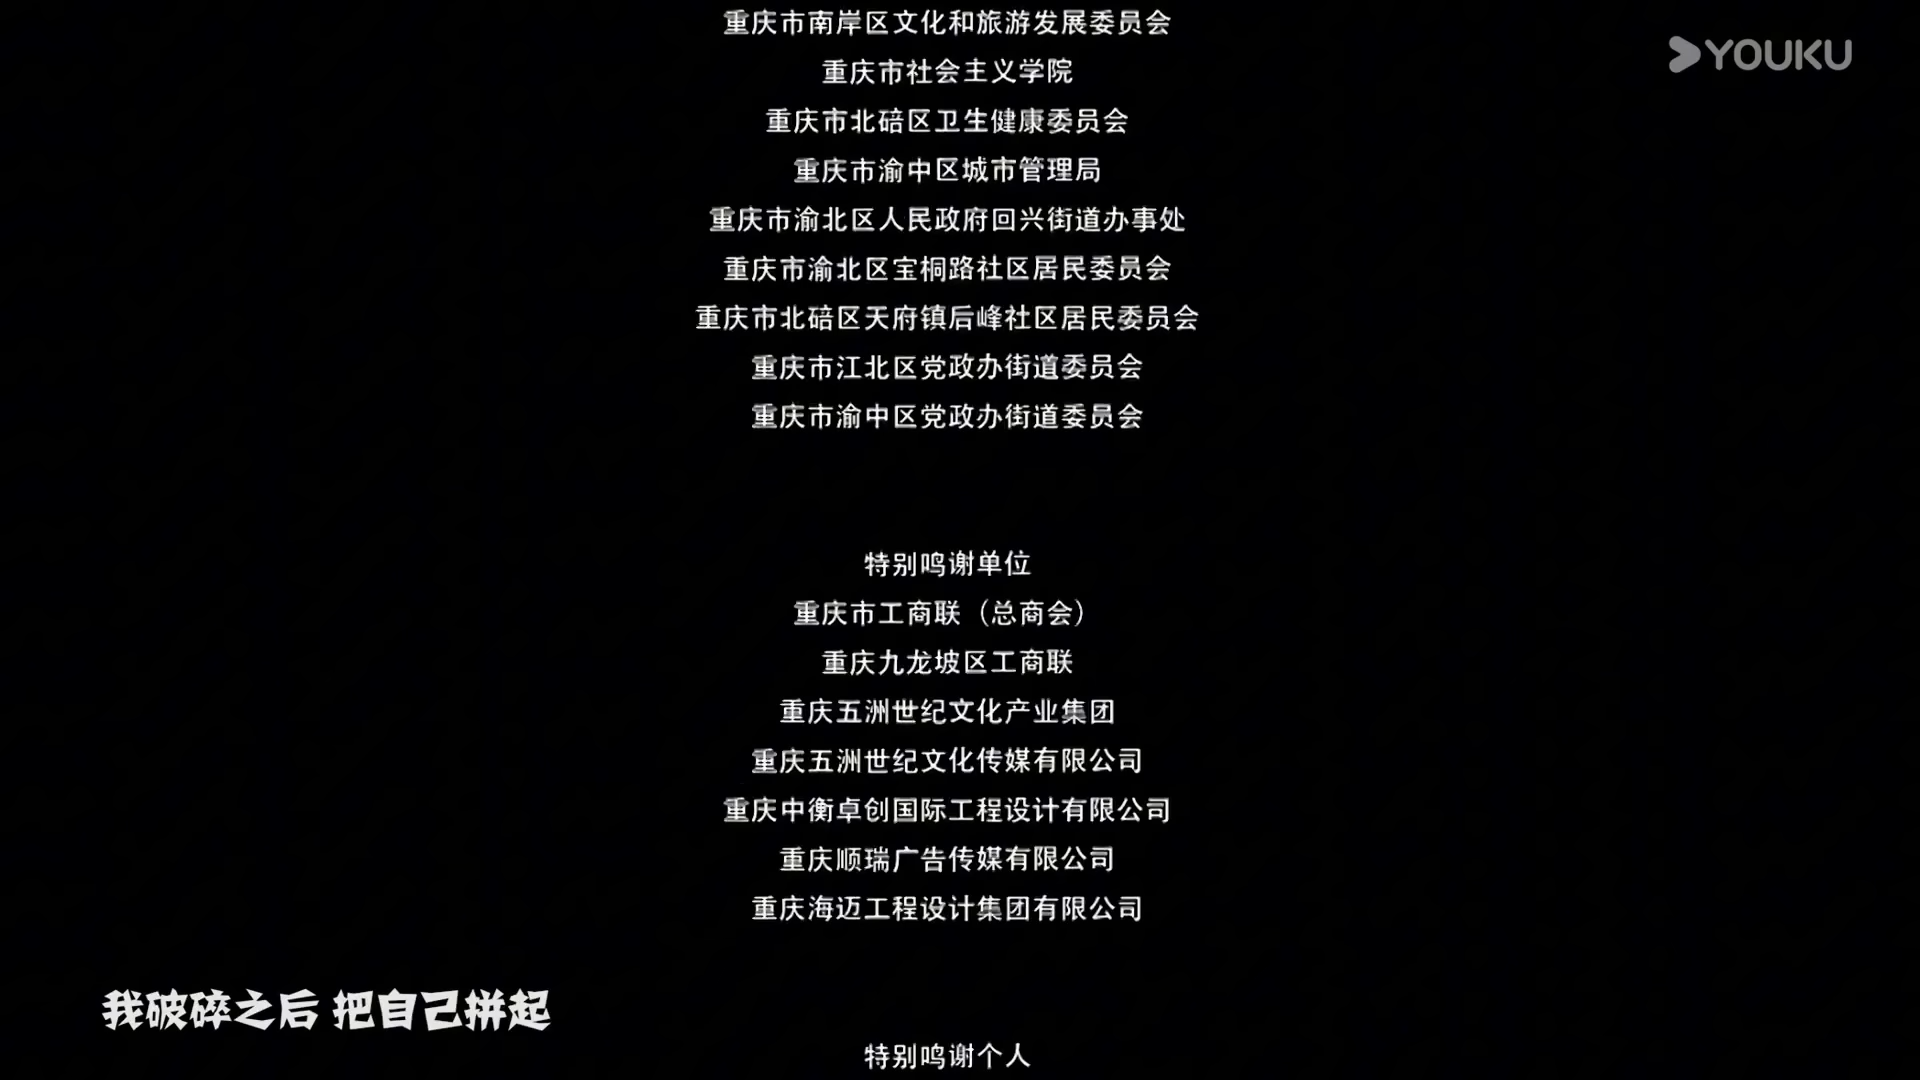 重庆市南岸区文化和旅游发展委员会
YOUKU
重庆市社会主义学院
重庆市北碚区卫生健康委员会
重庆市渝中区城市管理局
重庆市渝北区人民政府回兴街道办事处
重庆市渝北区宝桐路社区居民委员会
重庆市北碚区天府镇后峰社区居民委员会
重庆市江北区党政办街道委员会
重庆市渝中区党政办街道委员会
特别鸣谢单位
重庆市工商联（总商会）
重庆九龙坡区工商联
重庆五洲世纪文化产业集团
重庆五洲世纪文化传媒有限公司
重庆中衡卓创国际工程设计有限公司
重庆顺瑞广告传媒有限公司
重庆海迈工程设计集团有限公司
我破碎之后 把自己拼起
特别鸣谢个人